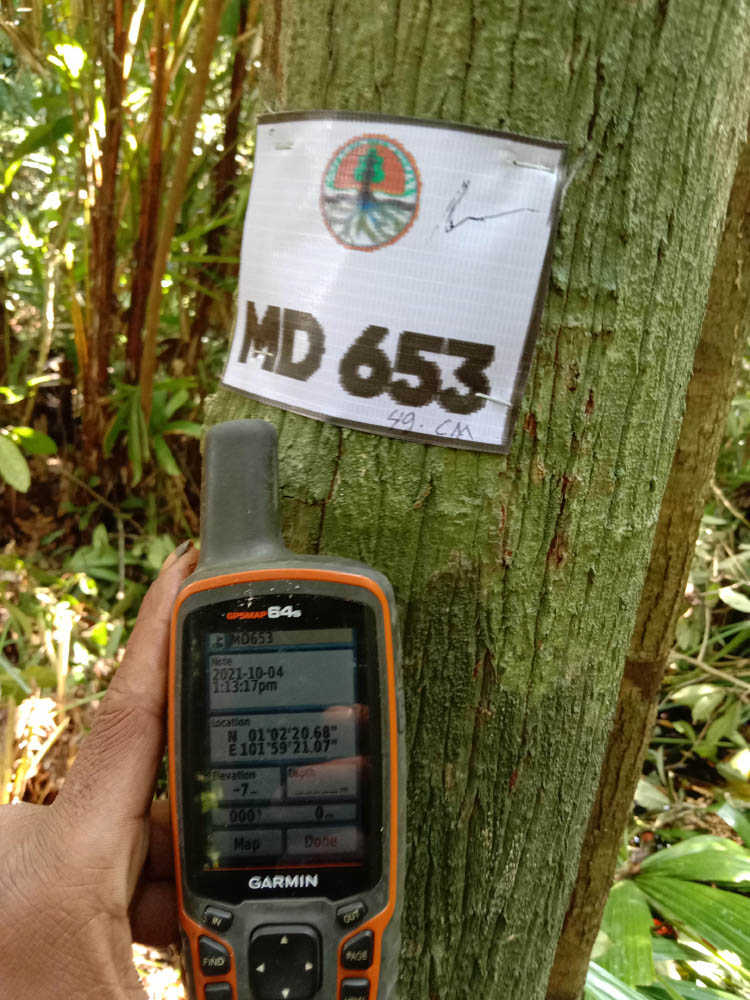 MD 653
49. CM
GPSMAP 64s
MD653
Note
2021-10-04
1:13:17pm
Location
N 01°02'20.68"
E 101°59'21.07"
Elevation
-7 m
Depth
m
000°
0 m
Map
Done
GARMIN
IN
OUT
FIND
PAGE